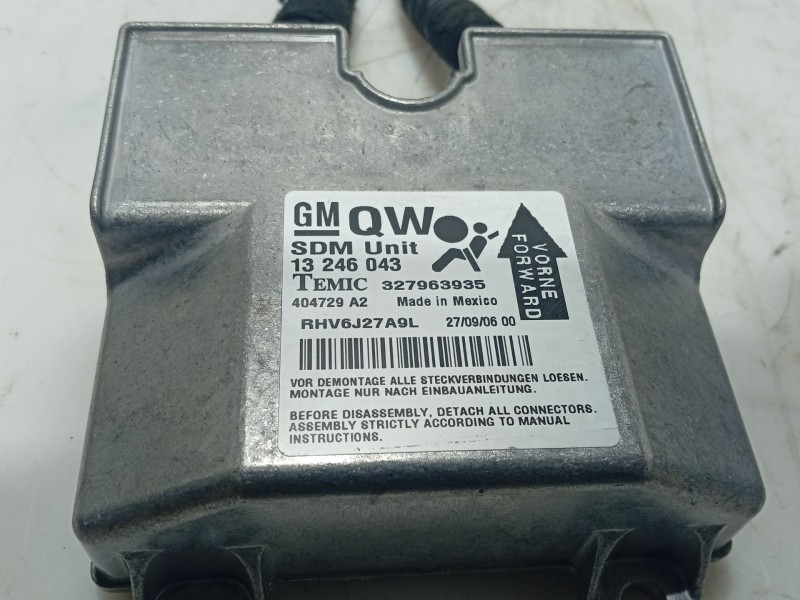 GM QW
SDM Unit
13 246 043
TEMIC 327963935
404729 A2 Made in Mexico
RHV6J27A9L 27/09/06 00
VORNE
FORWARD
VOR DEMONTAGE ALLE STECKVERBINDUNGEN LOESEN.
MONTAGE NUR NACH EINBAUANLEITUNG.
BEFORE DISASSEMBLY, DETACH ALL CONNECTORS.
ASSEMBLY STRICTLY ACCORDING TO MANUAL
INSTRUCTIONS.